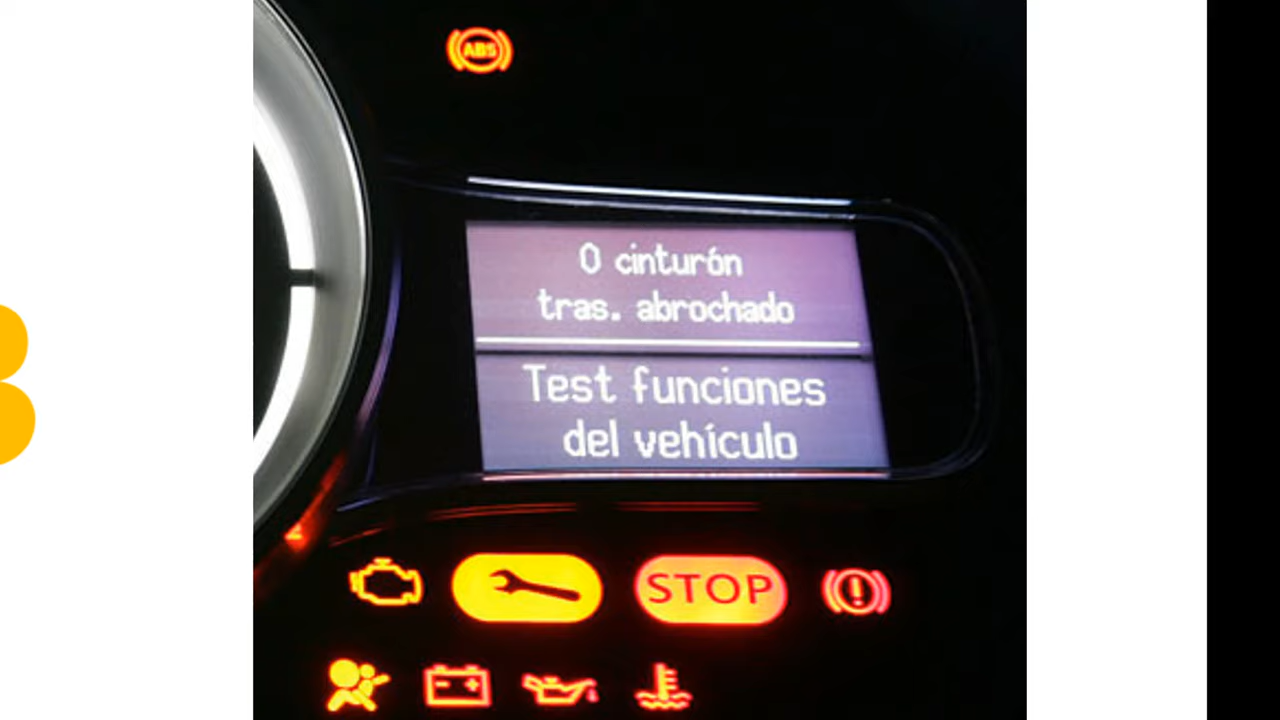 ABS
0 cinturón
tras. abrochado
Test funciones
del vehículo
STOP